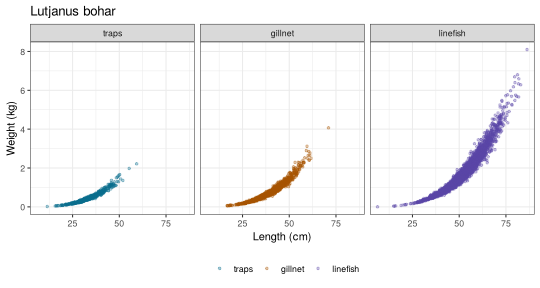 Lutjanus bohar
traps gillnet linefish
Weight (kg)
8
6
4
2
0
25 50 75 25 50 75 25 50 75
Length (cm)
traps gillnet linefish